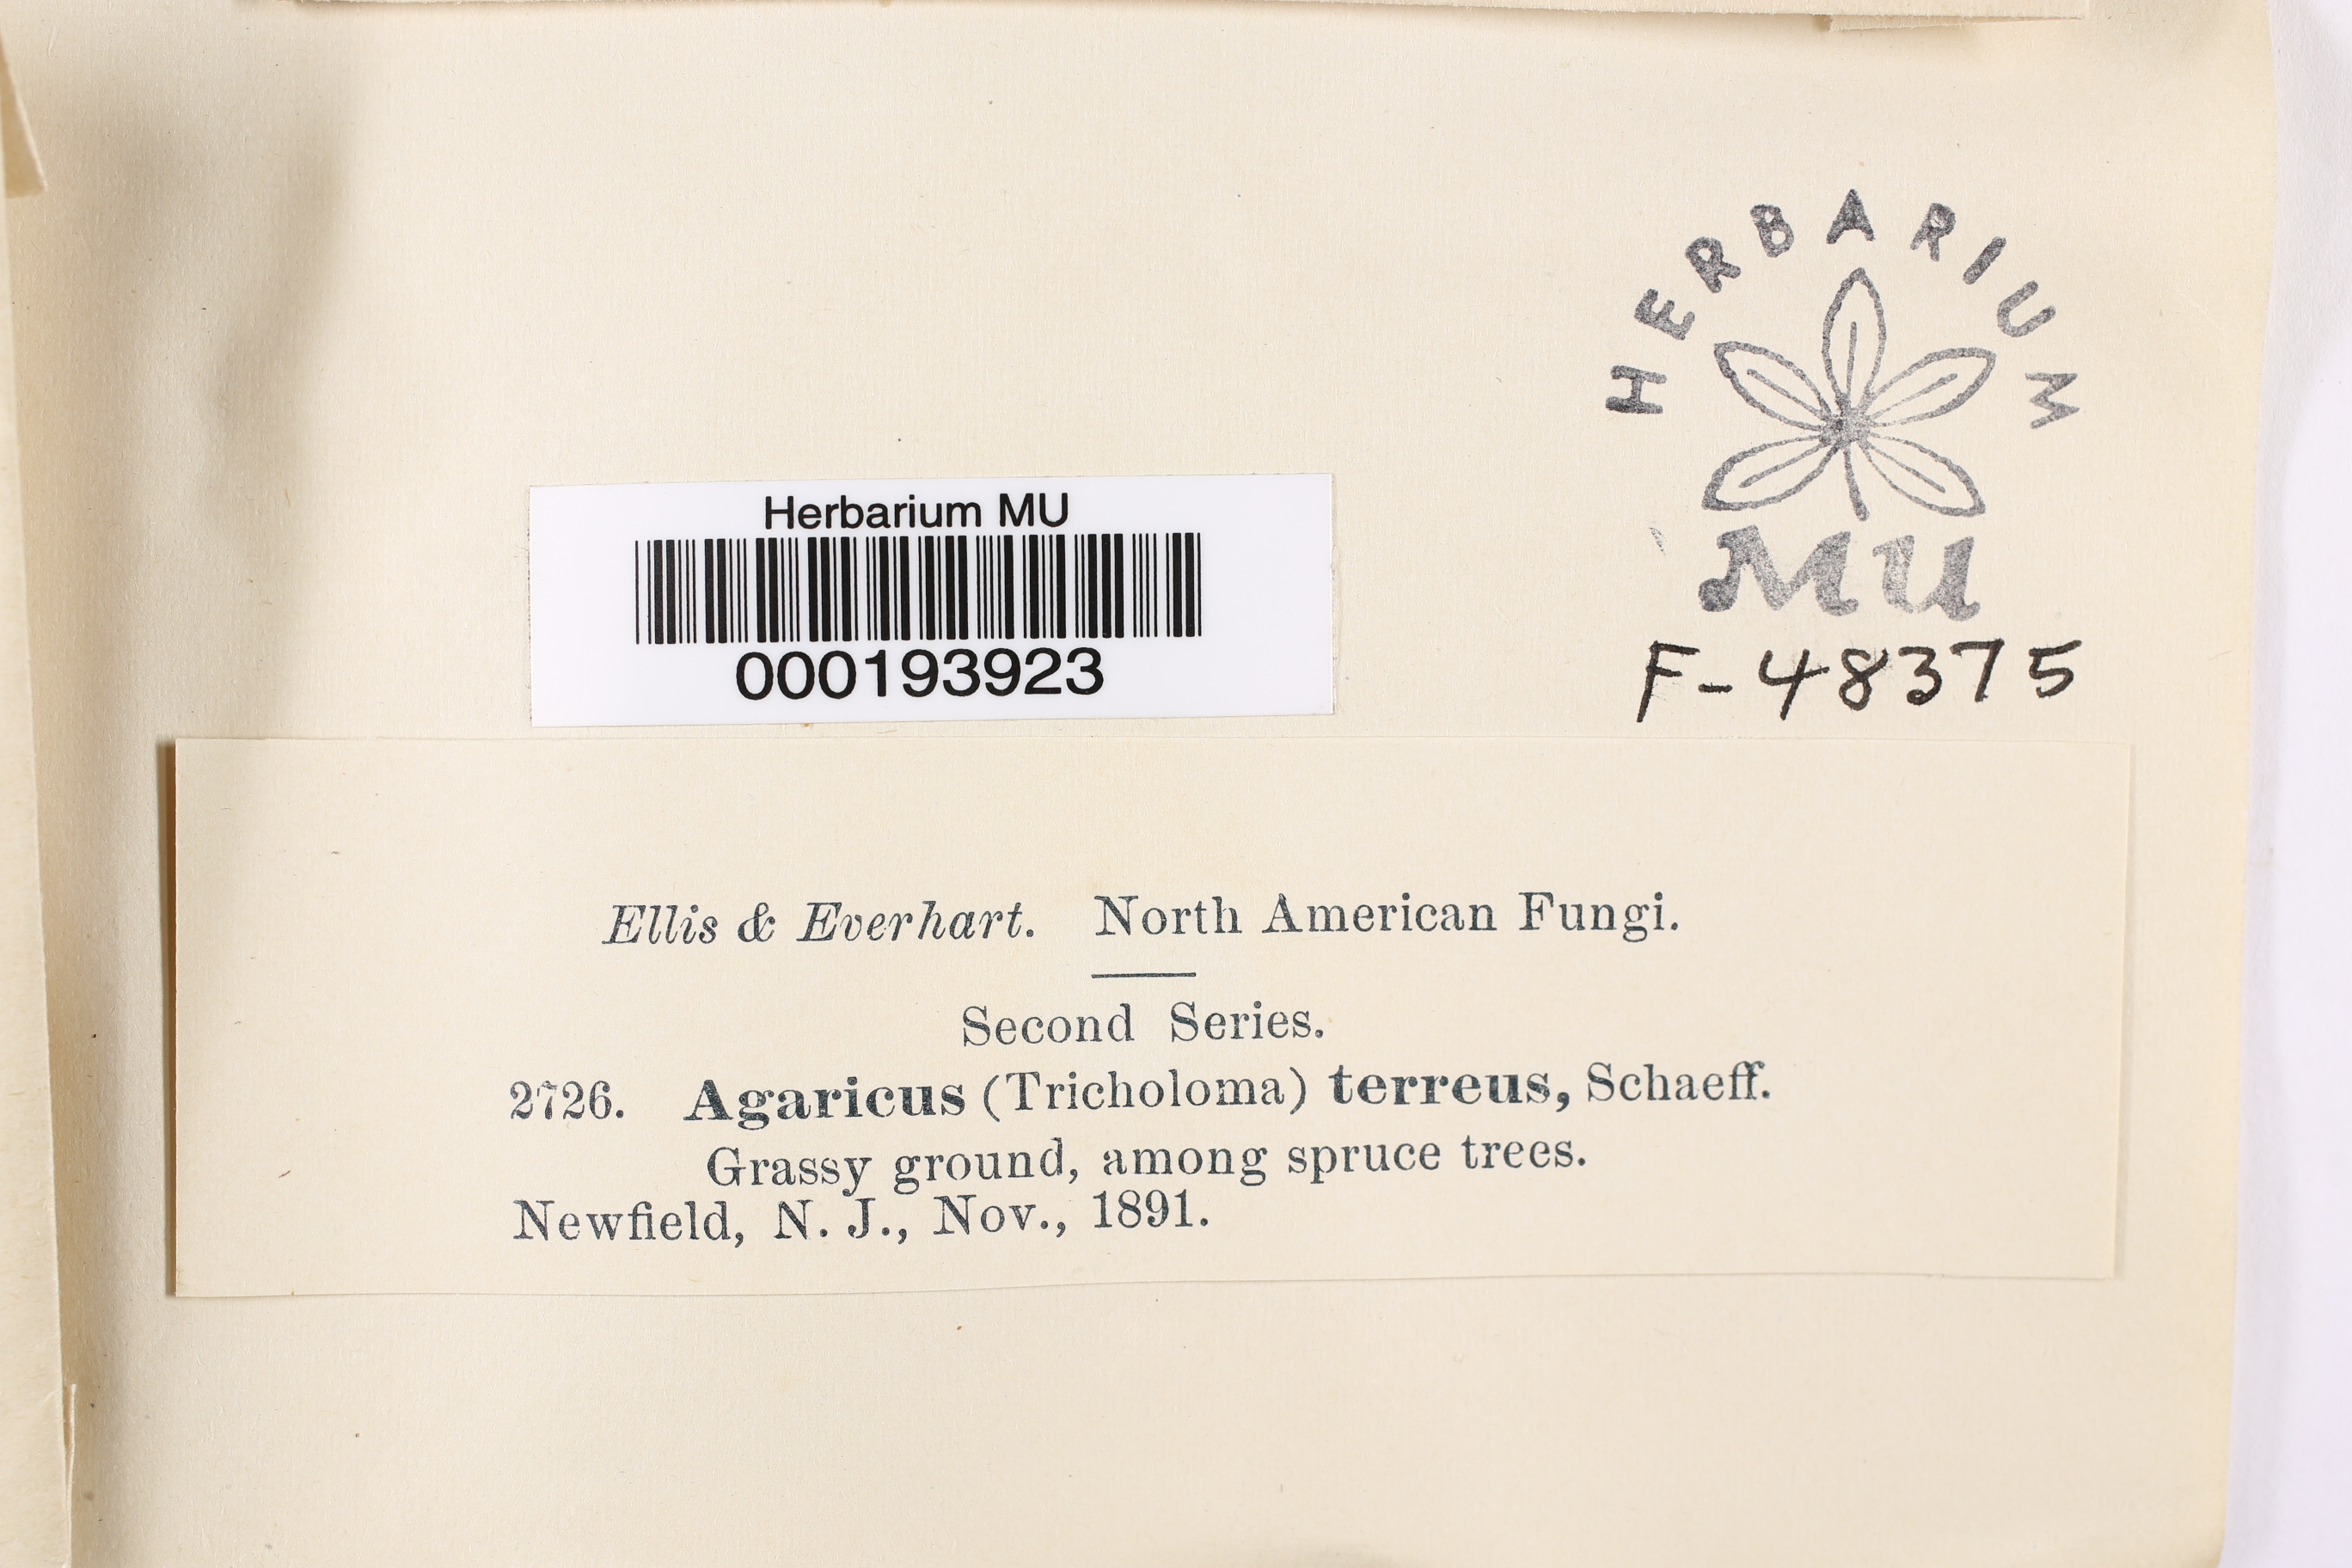 HERBARIUM
MU
F-48375
Herbarium MU
000193923
Ellis & Everhart. North American Fungi.
Second Series.
2726. Agaricus (Tricholoma) terreus, Schaeff.
Grassy ground, among spruce trees.
Newfield, N. J., Nov., 1891.